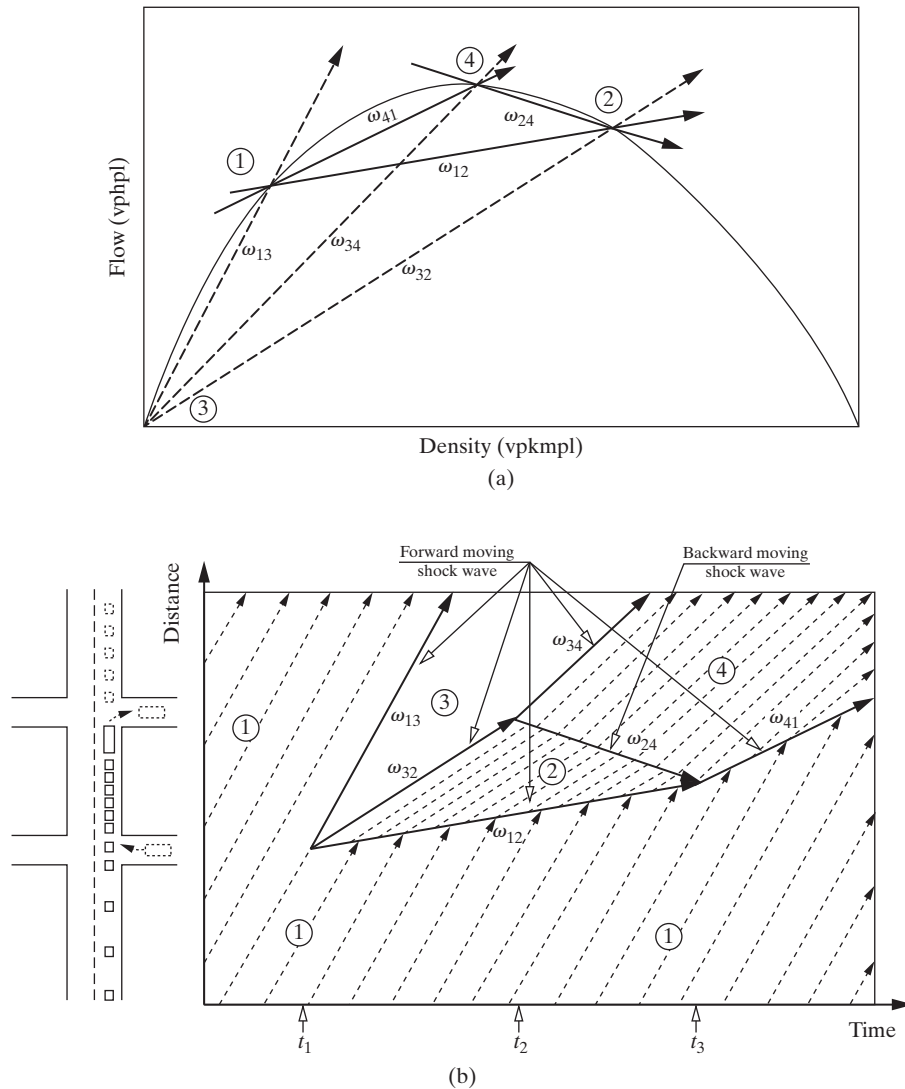 ④
②
ω41
ω24
①
ω12
ω13
ω34
ω32
③
Flow (vphpl)
Density (vpkmpl)
(a)
Forward moving
shock wave
Backward moving
shock wave
Distance
ω34
④
③
①
ω13
ω41
ω24
ω32
②
ω12
①
①
Time
t1
t2
t3
(b)